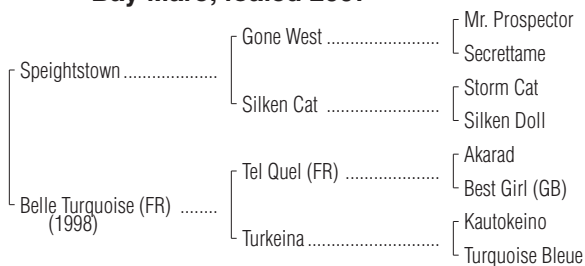 Bay Mare; foaled 2007
Mr. Prospector
Gone West ........................
Secrettame
Speightstown ....................
Storm Cat
Silken Cat ........................
Silken Doll
Akarad
Tel Quel (FR) ....................
Best Girl (GB)
Belle Turquoise (FR) ........
(1998)
Kautokeino
Turkeina ............................
Turquoise Bleue